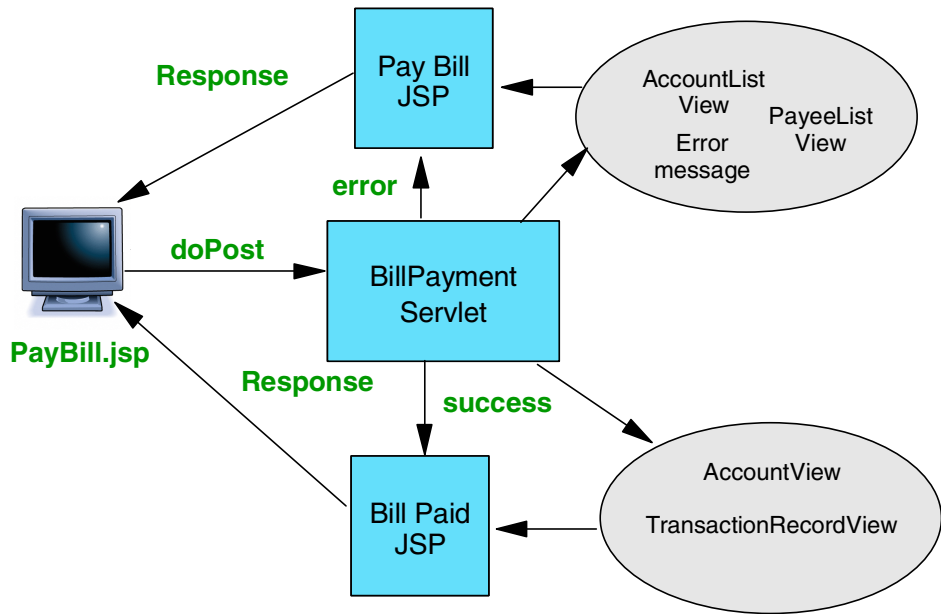 Pay Bill
JSP
Response
AccountList
View
PayeeList
View
Error
message
error
doPost
BillPayment
Servlet
PayBill.jsp
Response
success
Bill Paid
JSP
AccountView
TransactionRecordView